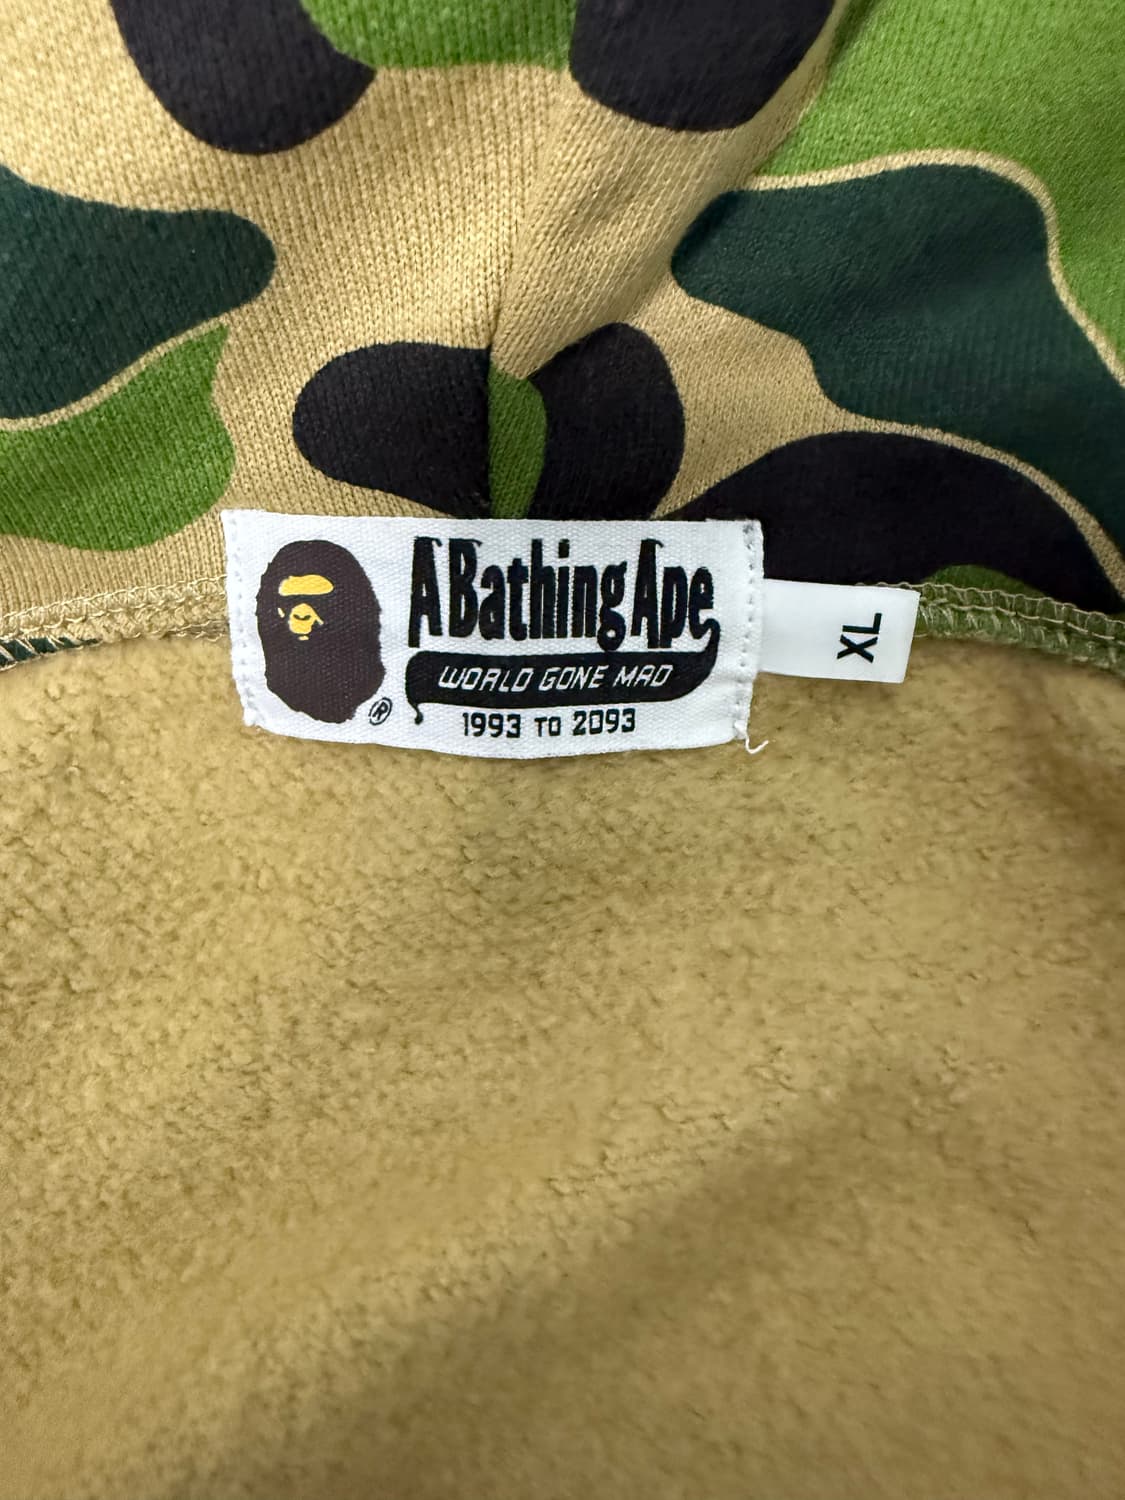 A Bathing Ape
WORLD GONE MAD
1993 TO 2093
®
XL